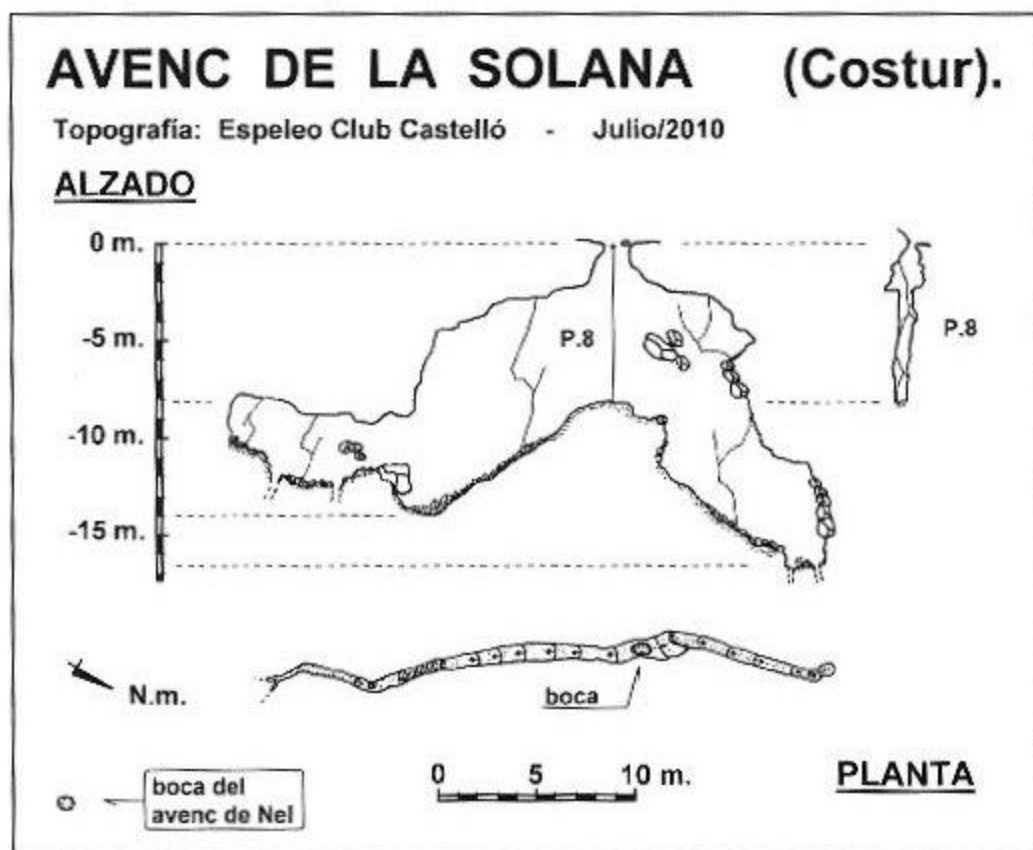 AVENC DE LA SOLANA (Costur).
Topografía: Espeleo Club Castelló - Julio/2010
ALZADO
0 m.
-5 m.
-10 m.
-15 m.
P.8
P.8
N.m.
boca
boca del
avenc de Nel
0 5 10 m.
PLANTA